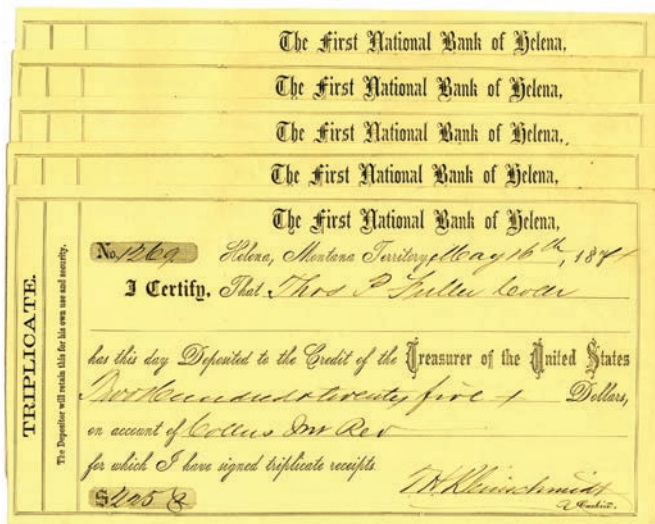 The First National Bank of Helena,
The First National Bank of Helena,
The First National Bank of Helena,
The First National Bank of Helena,
The First National Bank of Helena,
TRIPLICATE.
The Depositor will retain this for his own use and security.
No. 1269 Helena, Montana Territory, May 16th, 187
I Certify, That Thos P Fuller
has this day Deposited to the Credit of the Treasurer of the United States
Two Hundred & twenty five Dollars,
on account of Int Rev
for which I have signed triplicate receipts.
T H Kleinschmidt
$225